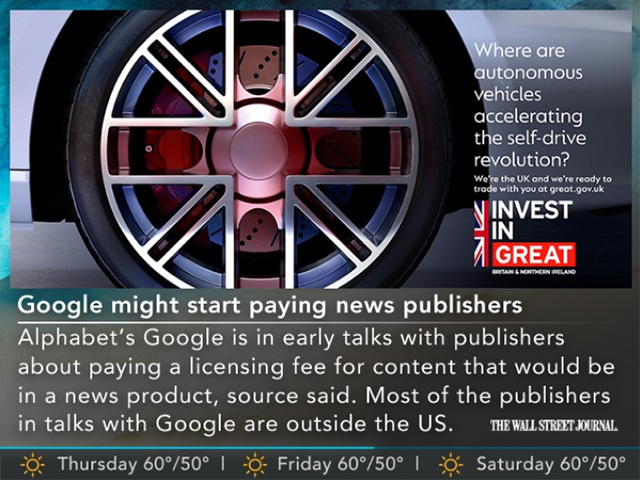 Where are
autonomous
vehicles
accelerating
the self-drive
revolution?
We're the UK and we're ready to
trade with you at great.gov.uk
INVEST
IN
GREAT
BRITAIN & NORTHERN IRELAND
Google might start paying news publishers
Alphabet's Google is in early talks with publishers
about paying a licensing fee for content that would be
in a news product, source said. Most of the publishers
in talks with Google are outside the US.
THE WALL STREET JOURNAL.
Thursday 60°/50° | Friday 60°/50° | Saturday 60°/50°